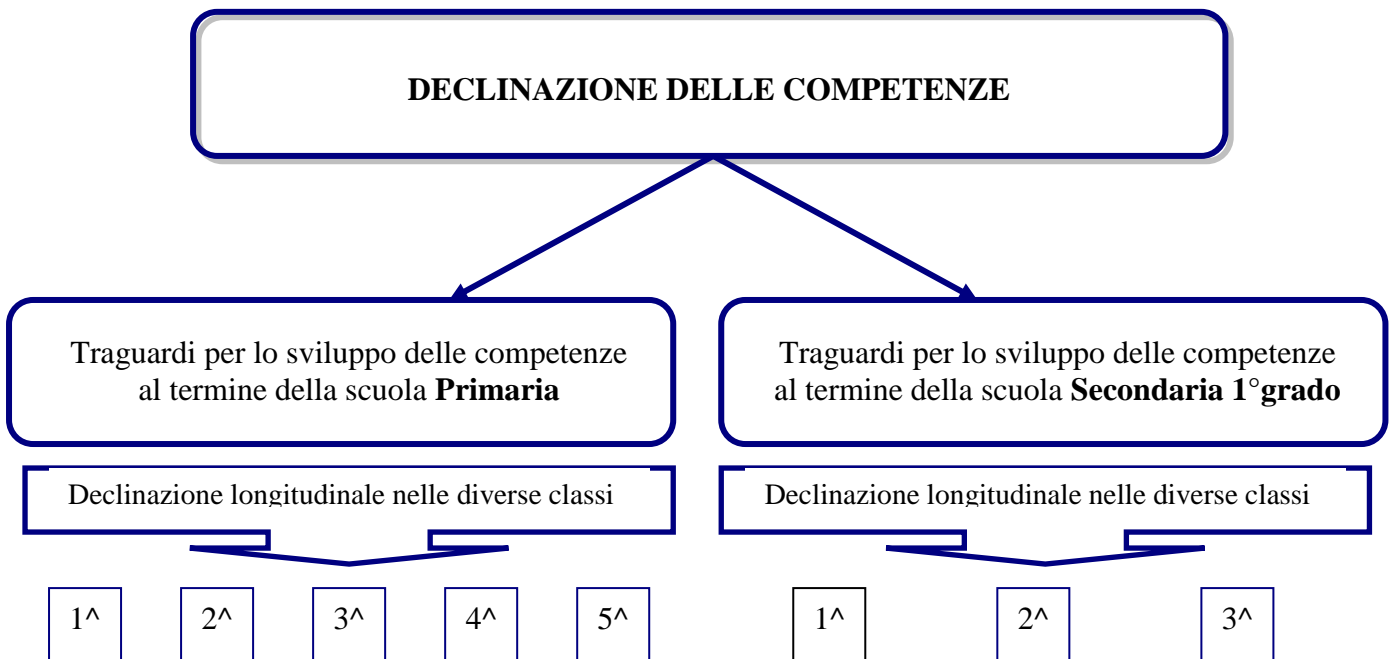 DECLINAZIONE DELLE COMPETENZE
Traguardi per lo sviluppo delle competenze
al termine della scuola Primaria
Traguardi per lo sviluppo delle competenze
al termine della scuola Secondaria 1°grado
Declinazione longitudinale nelle diverse classi
Declinazione longitudinale nelle diverse classi
1^ 2^ 3^ 4^ 5^
1^ 2^ 3^